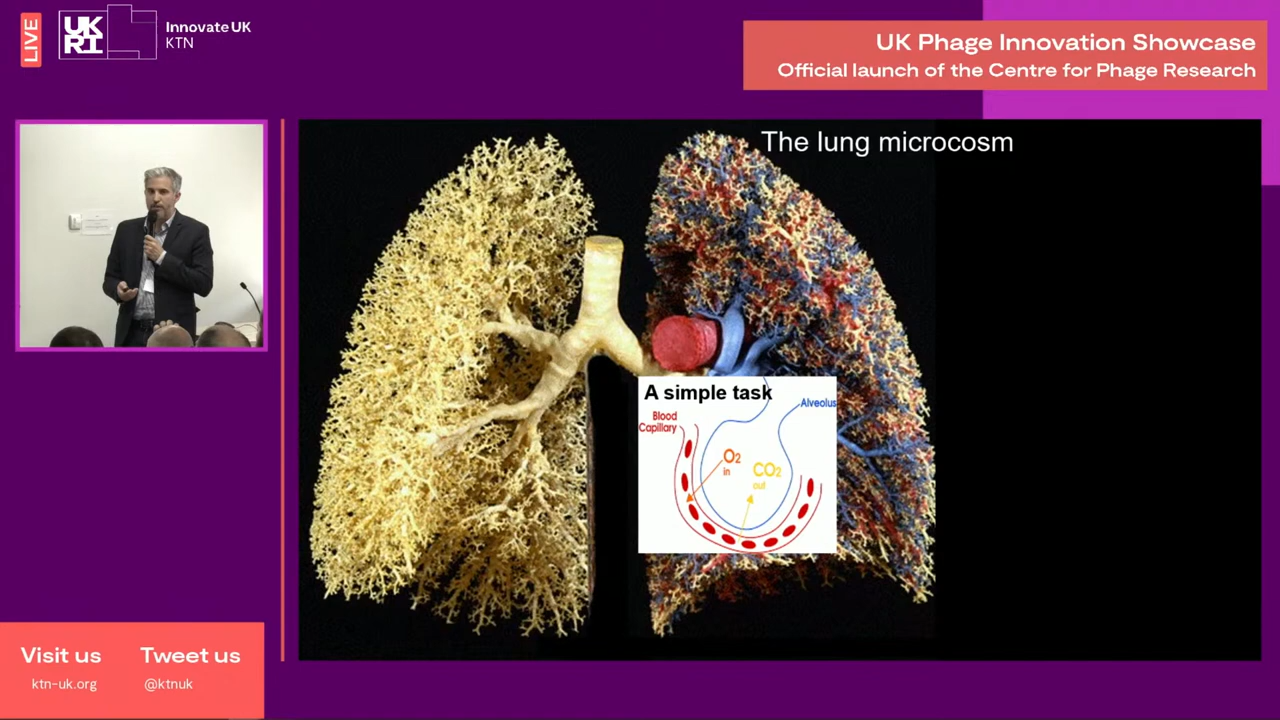 LIVE
UK
RI
Innovate UK
KTN
UK Phage Innovation Showcase
Official launch of the Centre for Phage Research
The lung microcosm
A simple task
Blood
Capillary
Alveolus
O₂
in
CO₂
out
Visit us
ktn-uk.org
Tweet us
@ktnuk